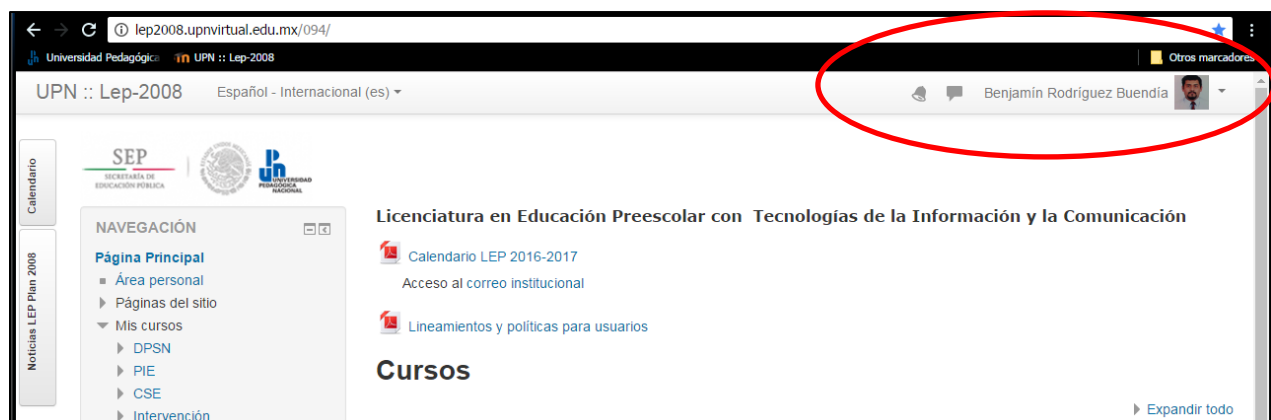 lep2008.upnvirtual.edu.mx/094/
Universidad Pedagógica UPN :: Lep-2008 Otros marcadores
UPN :: Lep-2008 Español - Internacional (es) Benjamín Rodríguez Buendía
Calendario
Noticias LEP Plan 2008
SEP
SECRETARÍA DE
EDUCACIÓN PÚBLICA
UNIVERSIDAD
PEDAGÓGICA
NACIONAL
NAVEGACIÓN
Página Principal
Área personal
Páginas del sitio
Mis cursos
DPSN
PIE
CSE
Intervención
Licenciatura en Educación Preescolar con Tecnologías de la Información y la Comunicación
Calendario LEP 2016-2017
Acceso al correo institucional
Lineamientos y políticas para usuarios
Cursos
Expandir todo